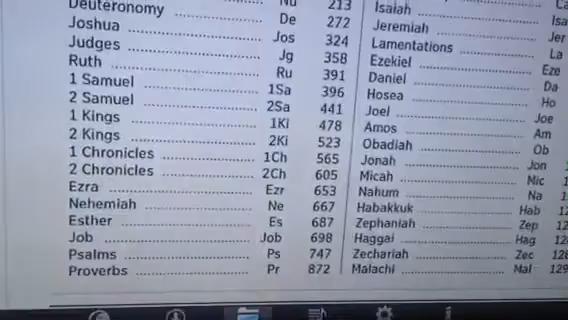 Deuteronomy De 213
Joshua Jos 272
Judges Jg 324
Ruth Ru 358
1 Samuel 1Sa 391
2 Samuel 2Sa 396
1 Kings 1Ki 441
2 Kings 2Ki 478
1 Chronicles 1Ch 523
2 Chronicles 2Ch 565
Ezra Ezr 605
Nehemiah Ne 653
Esther Es 667
Job Job 687
Psalms Ps 698
Proverbs Pr 747
872
Isaiah Isa
Jeremiah Jer
Lamentations La
Ezekiel Eze
Daniel Da
Hosea Ho
Joel Joe
Amos Am
Obadiah Ob
Jonah Jon
Micah Mic
Nahum Na
Habakkuk Hab
Zephaniah Zep
Haggai Hag
Zechariah Zec
Malachi Mal